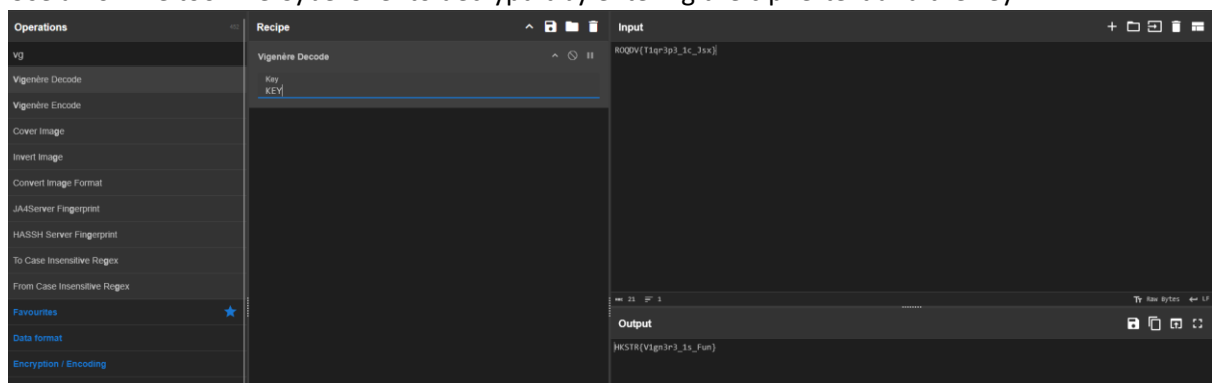 Operations
Recipe
Input
vg
Vigenère Decode
ROQDV{T1qr3p3_1c_Jsx}
Vigenère Decode
Key
KEY
Vigenère Encode
Cover Image
Invert Image
Convert Image Format
JA4Server Fingerprint
HASSH Server Fingerprint
To Case Insensitive Regex
From Case Insensitive Regex
21 1
Raw Bytes
LF
Favourites
Output
Data format
HKSTR{V1gn3r3_1s_Fun}
Encryption / Encoding